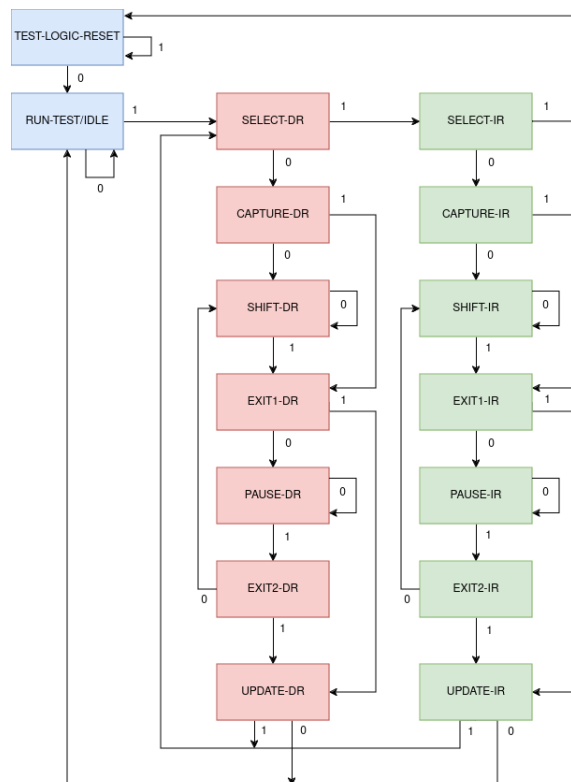 TEST-LOGIC-RESET
1
0
RUN-TEST/IDLE
1
SELECT-DR
1
SELECT-IR
1
0
0
0
CAPTURE-DR
1
CAPTURE-IR
1
0
0
SHIFT-DR
0
SHIFT-IR
0
1
1
EXIT1-DR
1
EXIT1-IR
1
0
0
PAUSE-DR
0
PAUSE-IR
0
1
1
EXIT2-DR
EXIT2-IR
0
0
1
1
UPDATE-DR
UPDATE-IR
1
0
1
0